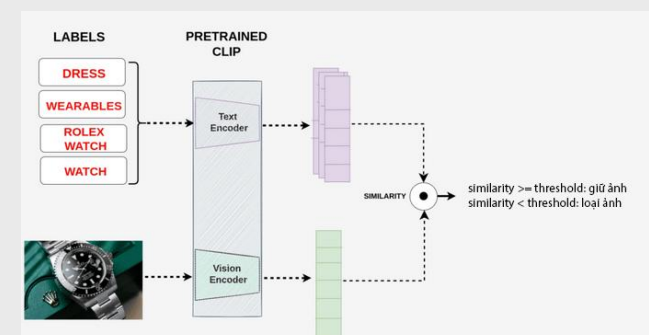 LABELS
PRETRAINED
CLIP
DRESS
WEARABLES
ROLEX
WATCH
WATCH
Text
Encoder
Vision
Encoder
SIMILARITY
similarity >= threshold: giữ ảnh
similarity < threshold: loại ảnh